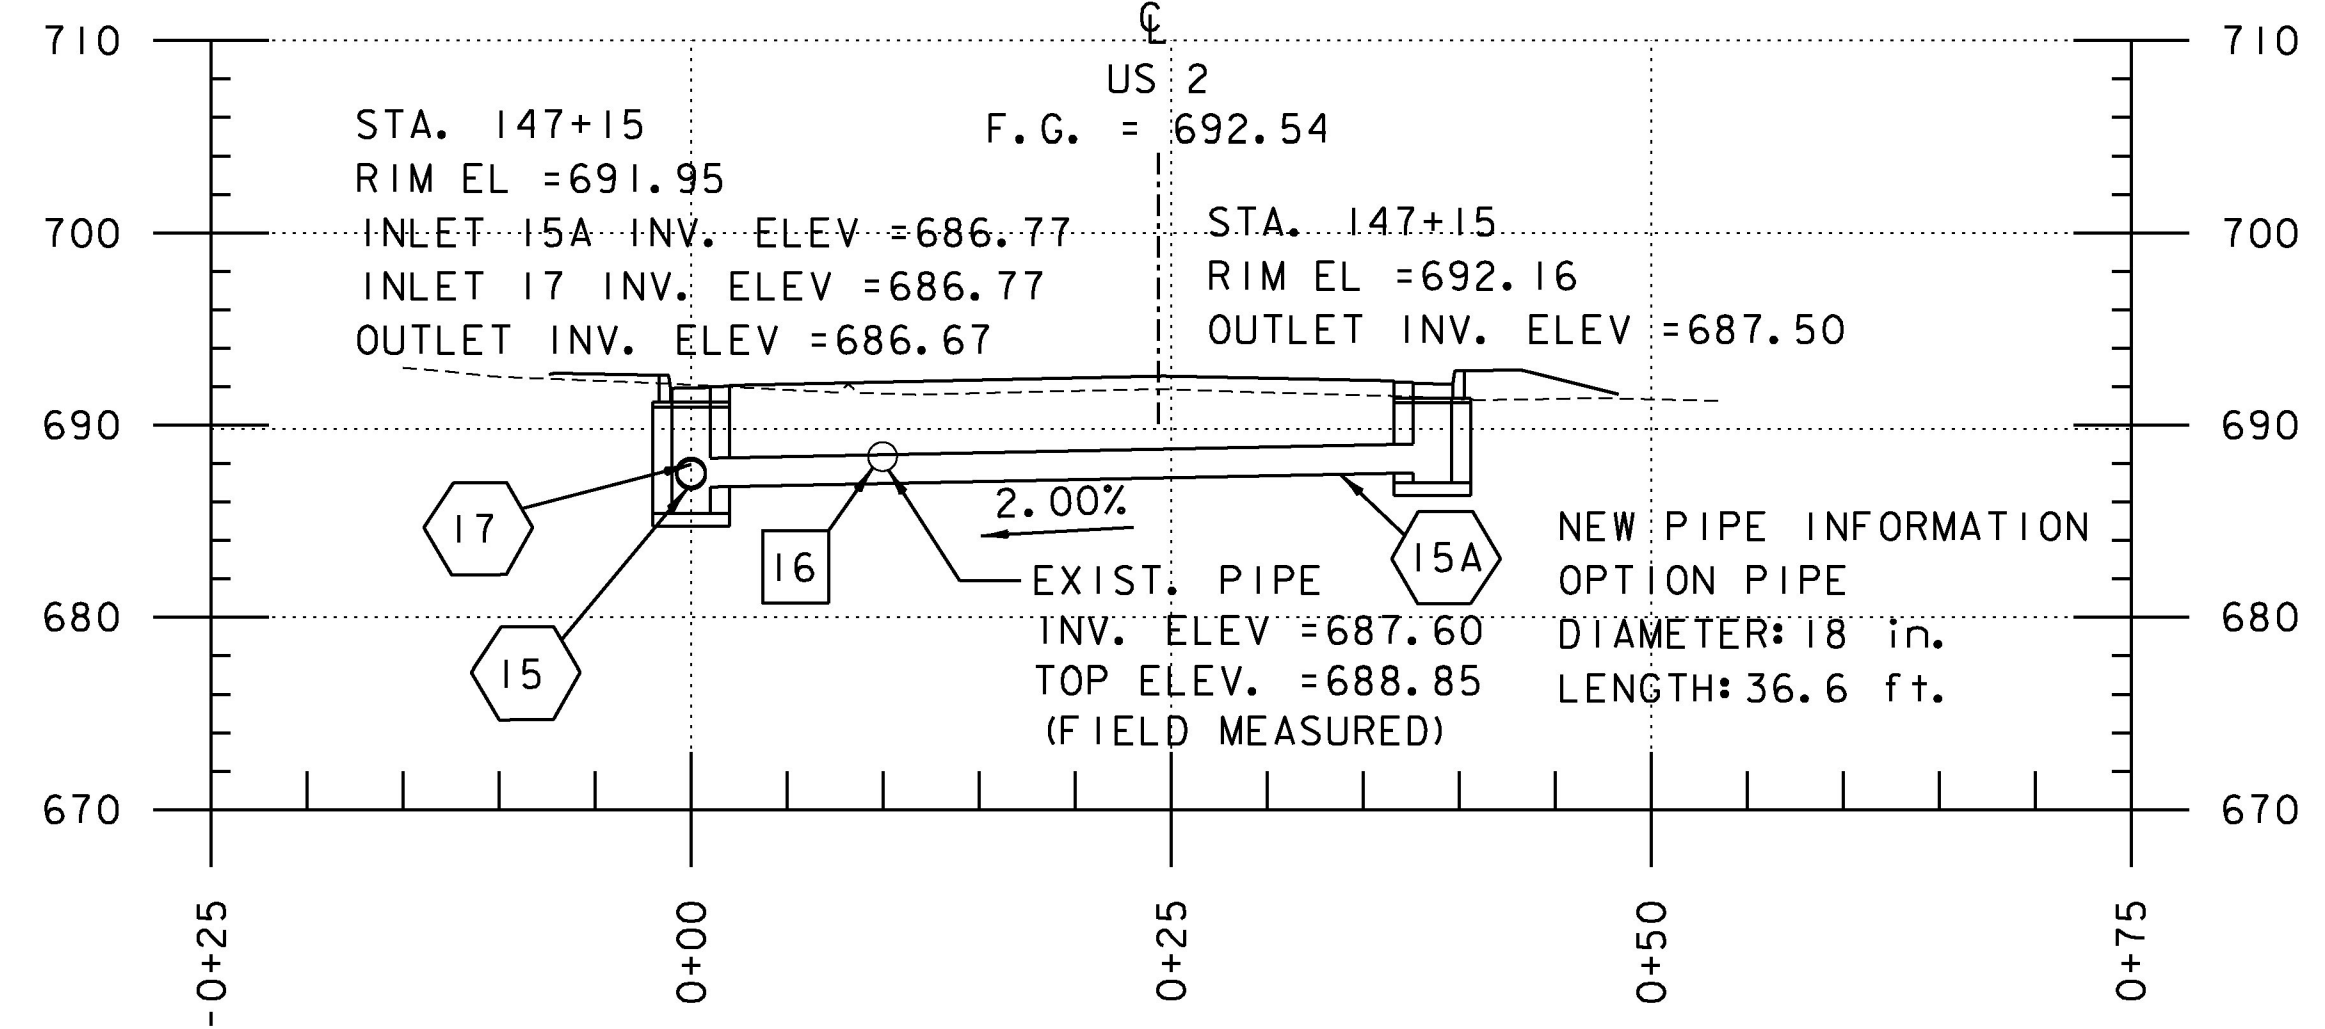 ℄
US 2
F.G. = 692.54
710
710
STA. 147+15
RIM EL =691.95
INLET 15A INV. ELEV =686.77
INLET 17 INV. ELEV =686.77
OUTLET INV. ELEV =686.67
STA. 147+15
RIM EL =692.16
OUTLET INV. ELEV =687.50
700
700
690
690
17
16
15
2.00%
15A
EXIST. PIPE
INV. ELEV =687.60
TOP ELEV. =688.85
(FIELD MEASURED)
NEW PIPE INFORMATION
OPTION PIPE
DIAMETER: 18 in.
LENGTH: 36.6 ft.
680
680
670
670
-0+25
0+00
0+25
0+50
0+75